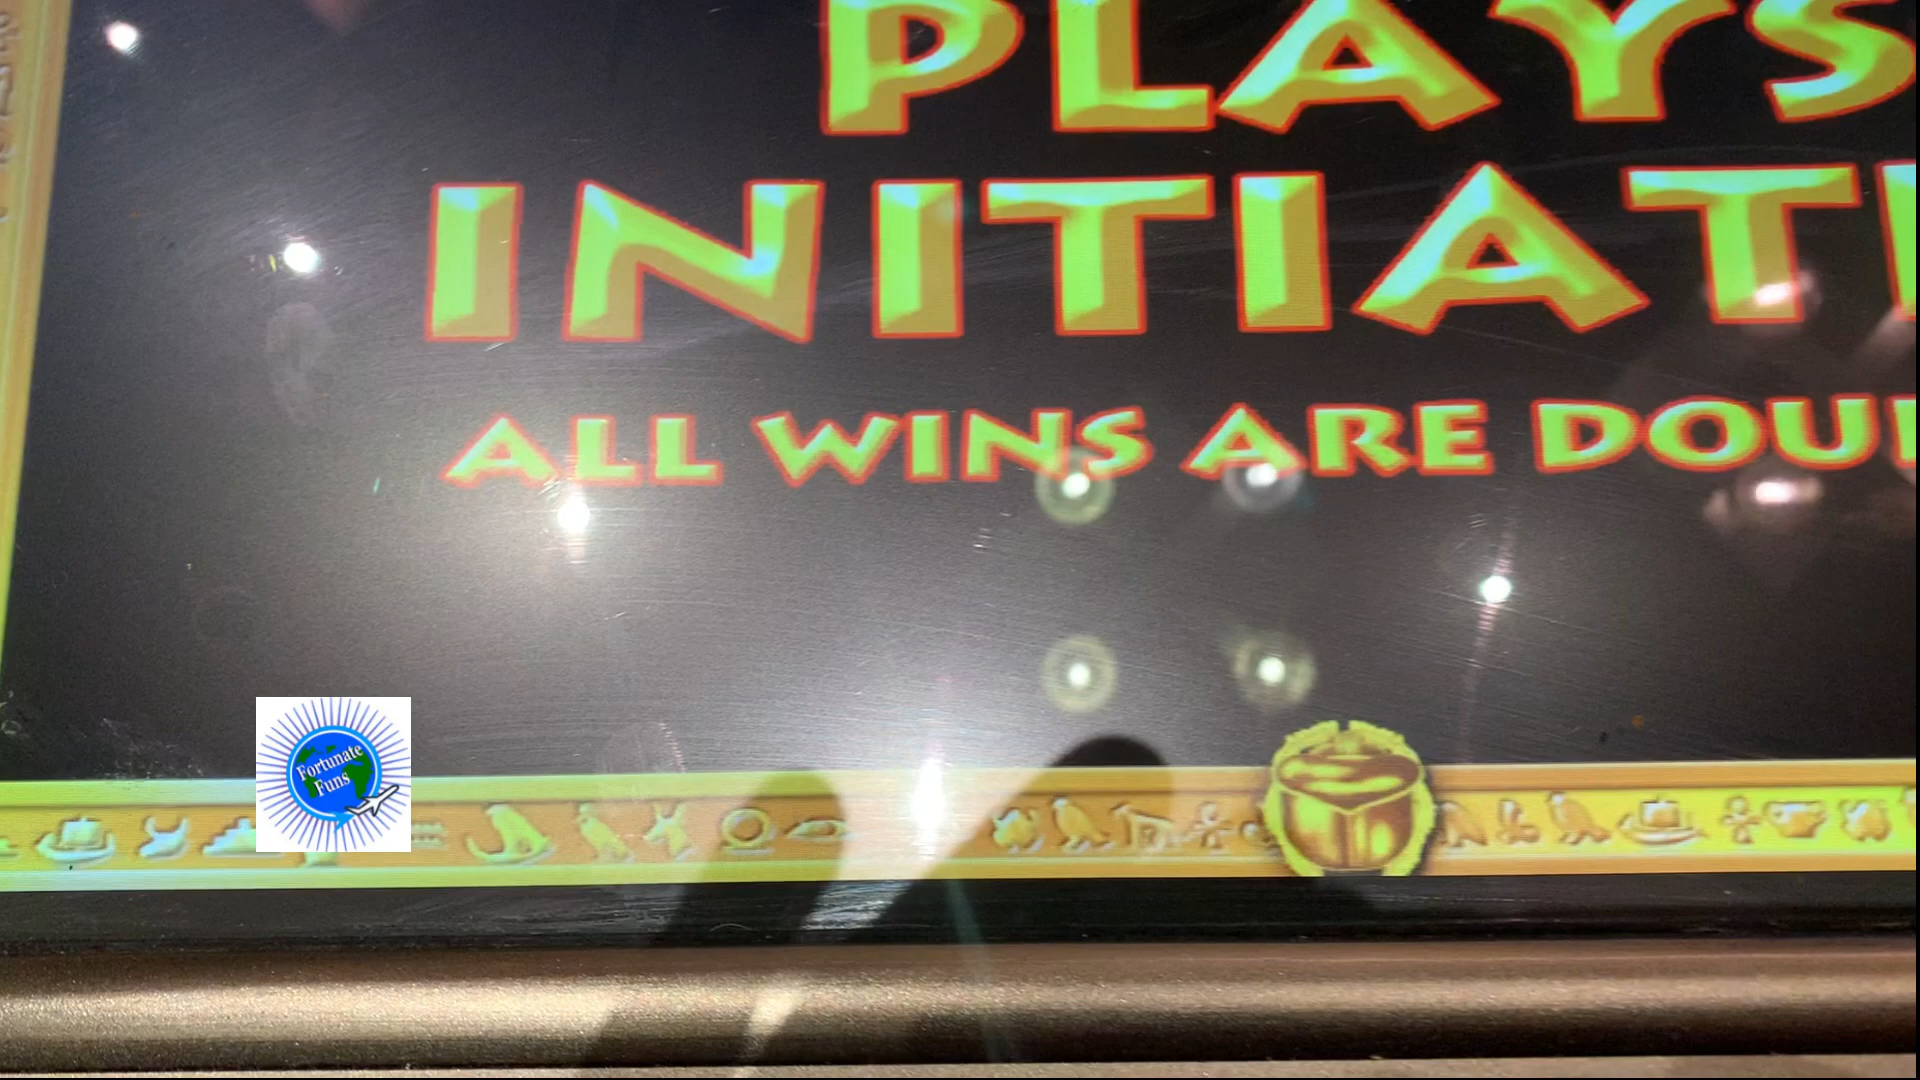 PLAYS
INITIAT
ALL WINS ARE DOU
Fortunate
Funs